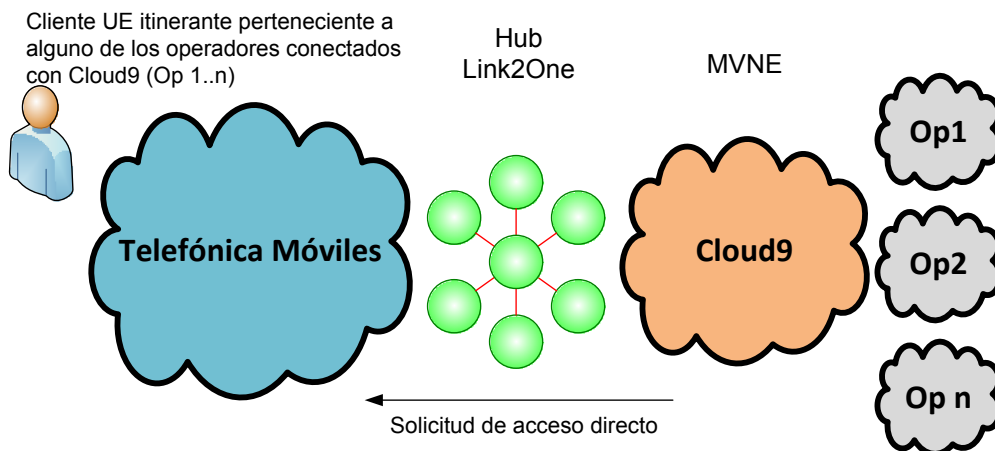 Cliente UE itinerante perteneciente a
alguno de los operadores conectados
con Cloud9 (Op 1..n)
Hub
Link2One
MVNE
Telefónica Móviles
Cloud9
Op1
Op2
Op n
Solicitud de acceso directo